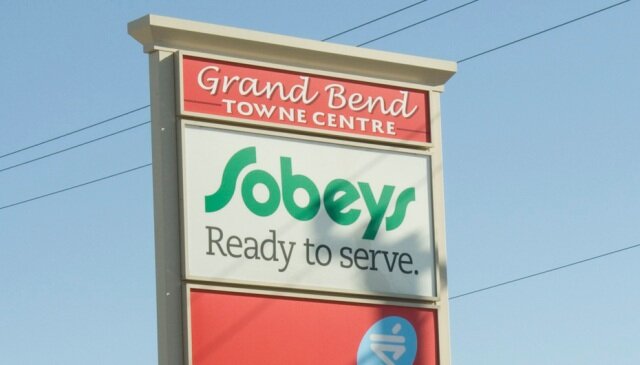 Grand Bend
TOWNE CENTRE
Sobeys
Ready to serve.